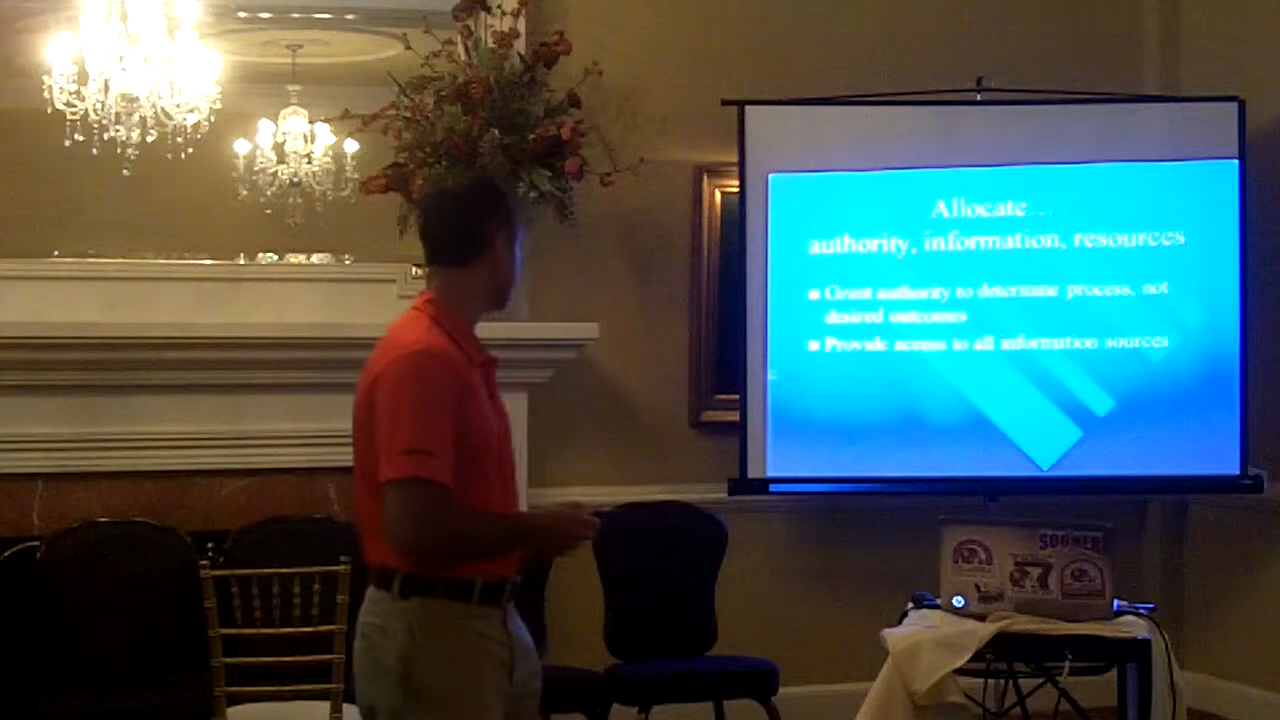 Allocate…
authority, information, resources
Grant authority to determine process, not
desired outcomes
Provide access to all information sources
SOONER